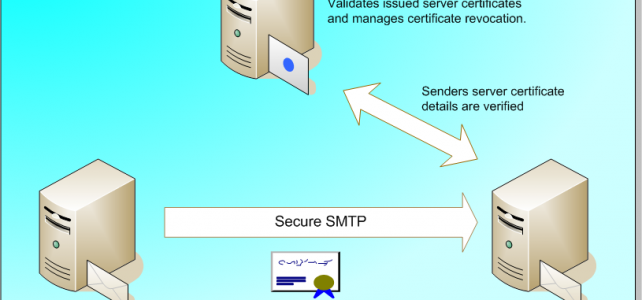 Validates issued server certificates
and manages certificate revocation.
Senders server certificate
details are verified
Secure SMTP